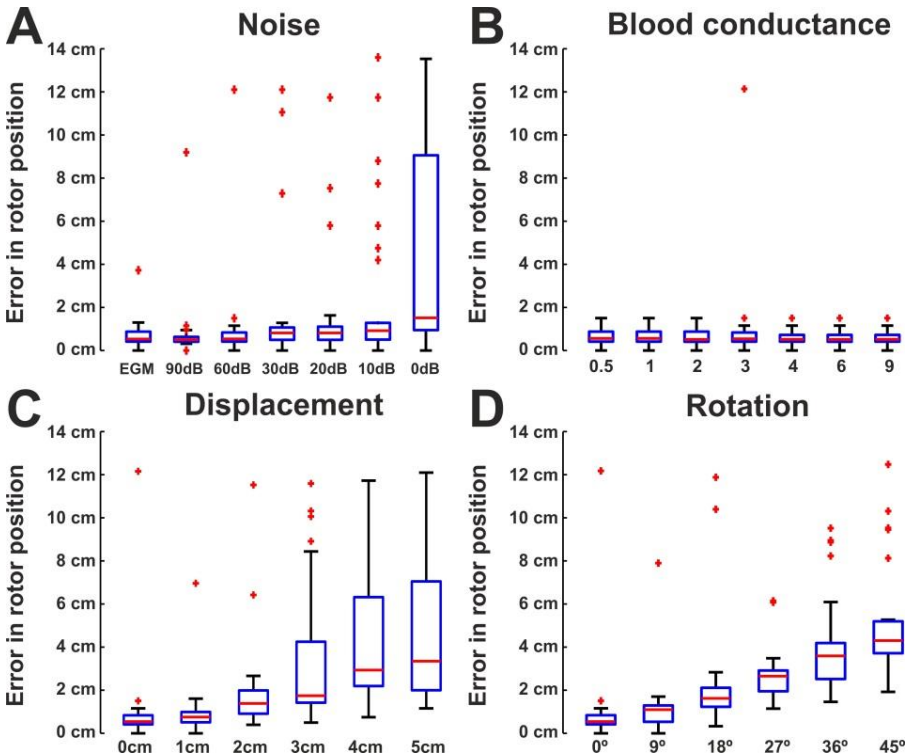 A Noise
Error in rotor position
14 cm
12 cm
10 cm
8 cm
6 cm
4 cm
2 cm
0 cm
EGM 90dB 60dB 30dB 20dB 10dB 0dB
B Blood conductance
Error in rotor position
14 cm
12 cm
10 cm
8 cm
6 cm
4 cm
2 cm
0 cm
0.5 1 2 3 4 6 9
C Displacement
Error in rotor position
14 cm
12 cm
10 cm
8 cm
6 cm
4 cm
2 cm
0 cm
0cm 1cm 2cm 3cm 4cm 5cm
D Rotation
Error in rotor position
14 cm
12 cm
10 cm
8 cm
6 cm
4 cm
2 cm
0 cm
0º 9º 18º 27º 36º 45º